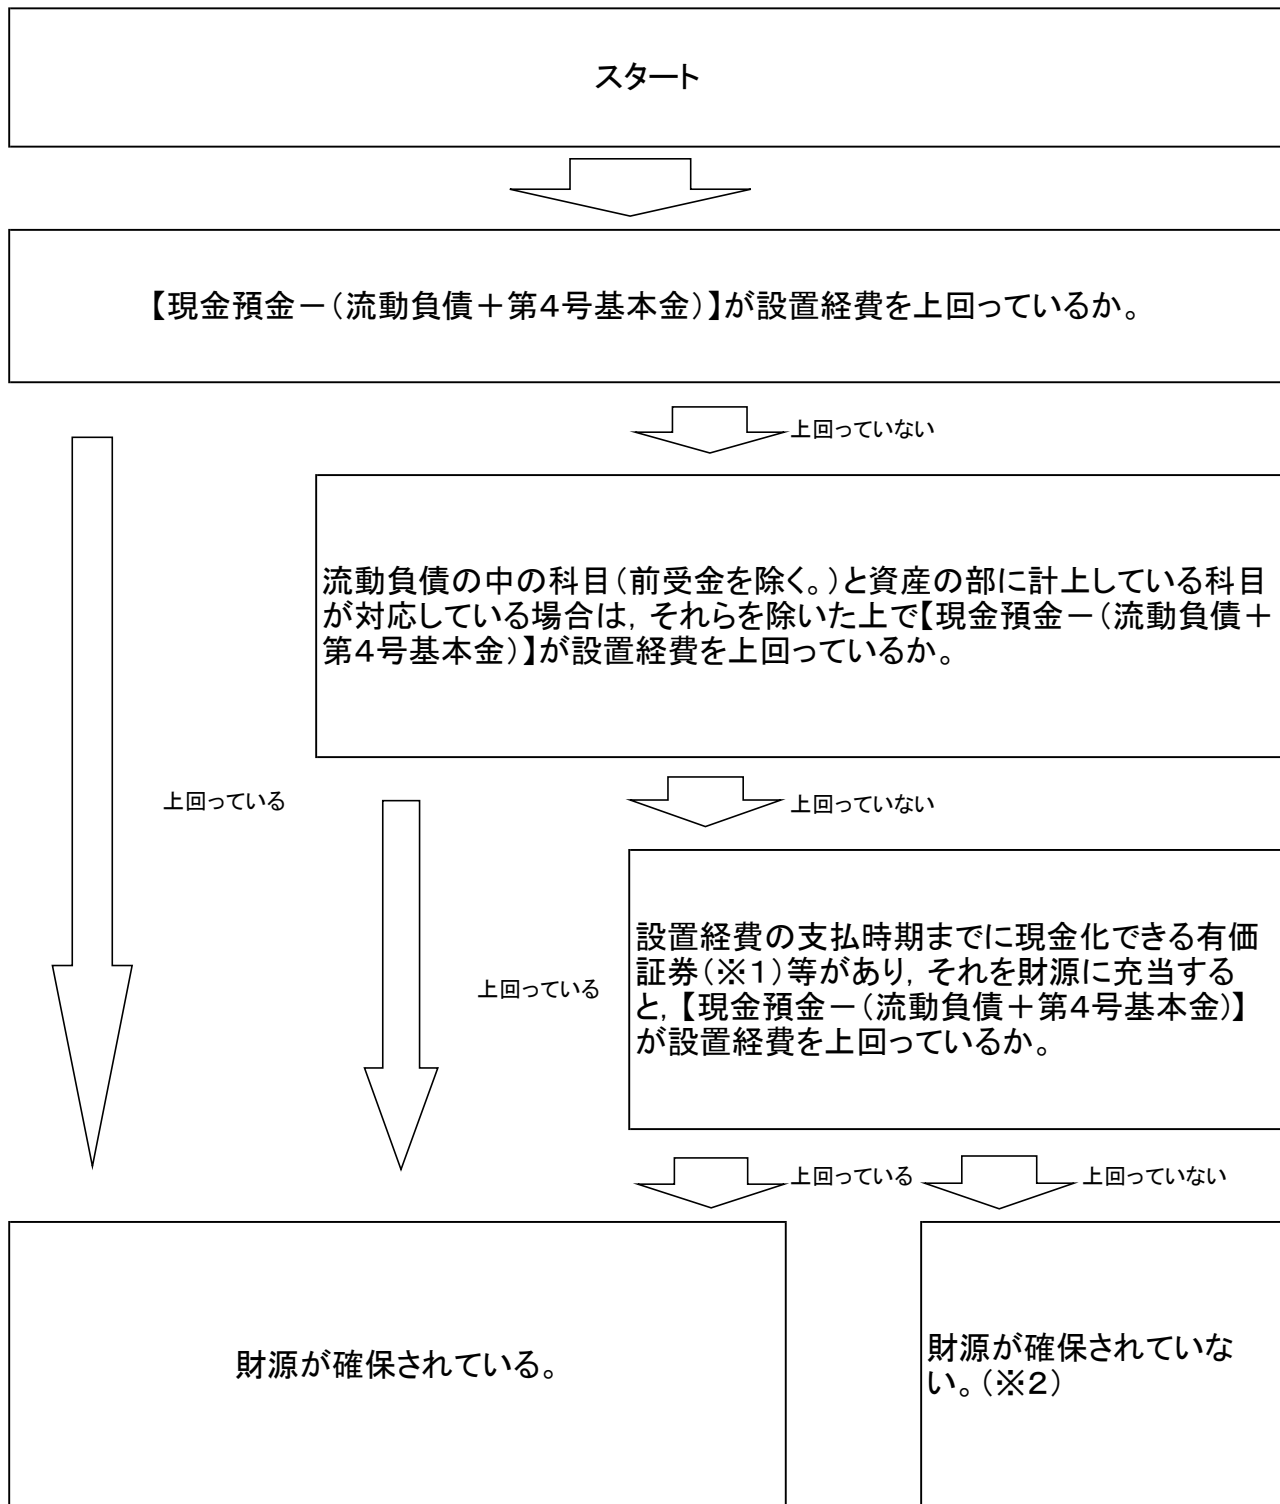 スタート
【現金預金－（流動負債＋第４号基本金）】が設置経費を上回っているか。
上回っていない
流動負債の中の科目（前受金を除く。）と資産の部に計上している科目
が対応している場合は，それらを除いた上で【現金預金－（流動負債＋
第４号基本金）】が設置経費を上回っているか。
上回っている
上回っていない
設置経費の支払時期までに現金化できる有価
証券（※１）等があり，それを財源に充当する
と，【現金預金－（流動負債＋第４号基本金）】
が設置経費を上回っているか。
上回っている
上回っている
上回っていない
財源が確保されている。
財源が確保されていな
い。（※２）